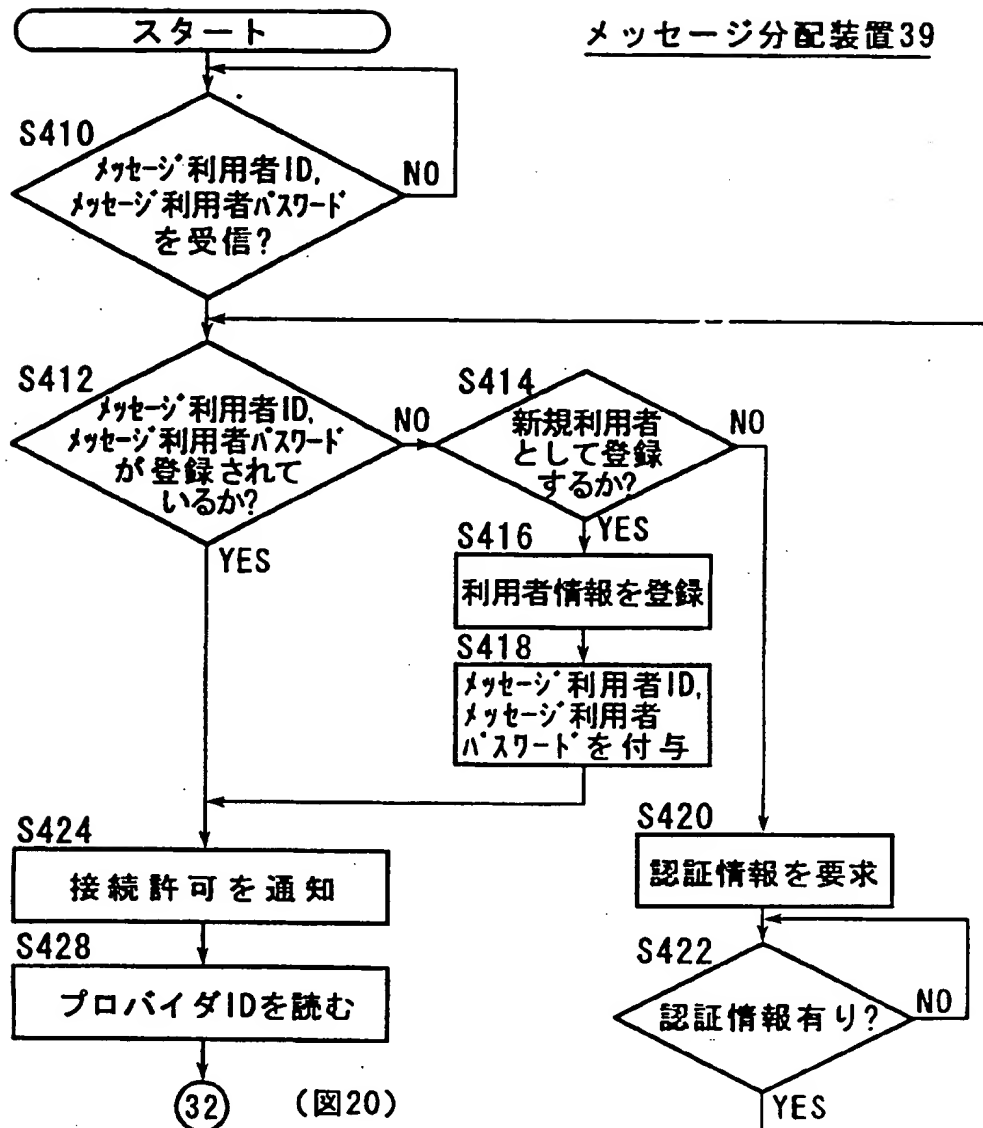 スタート
メッセージ分配装置39
S410
メッセージ利用者ID,
メッセージ利用者パスワード
を受信?
NO
S412
メッセージ利用者ID,
メッセージ利用者パスワード
が登録されて
いるか?
NO
YES
S414
新規利用者
として登録
するか?
NO
YES
S416
利用者情報を登録
S418
メッセージ利用者ID,
メッセージ利用者
パスワードを付与
S420
認証情報を要求
S422
認証情報有り?
NO
YES
S424
接続許可を通知
S428
プロバイダIDを読む
32 (図20)